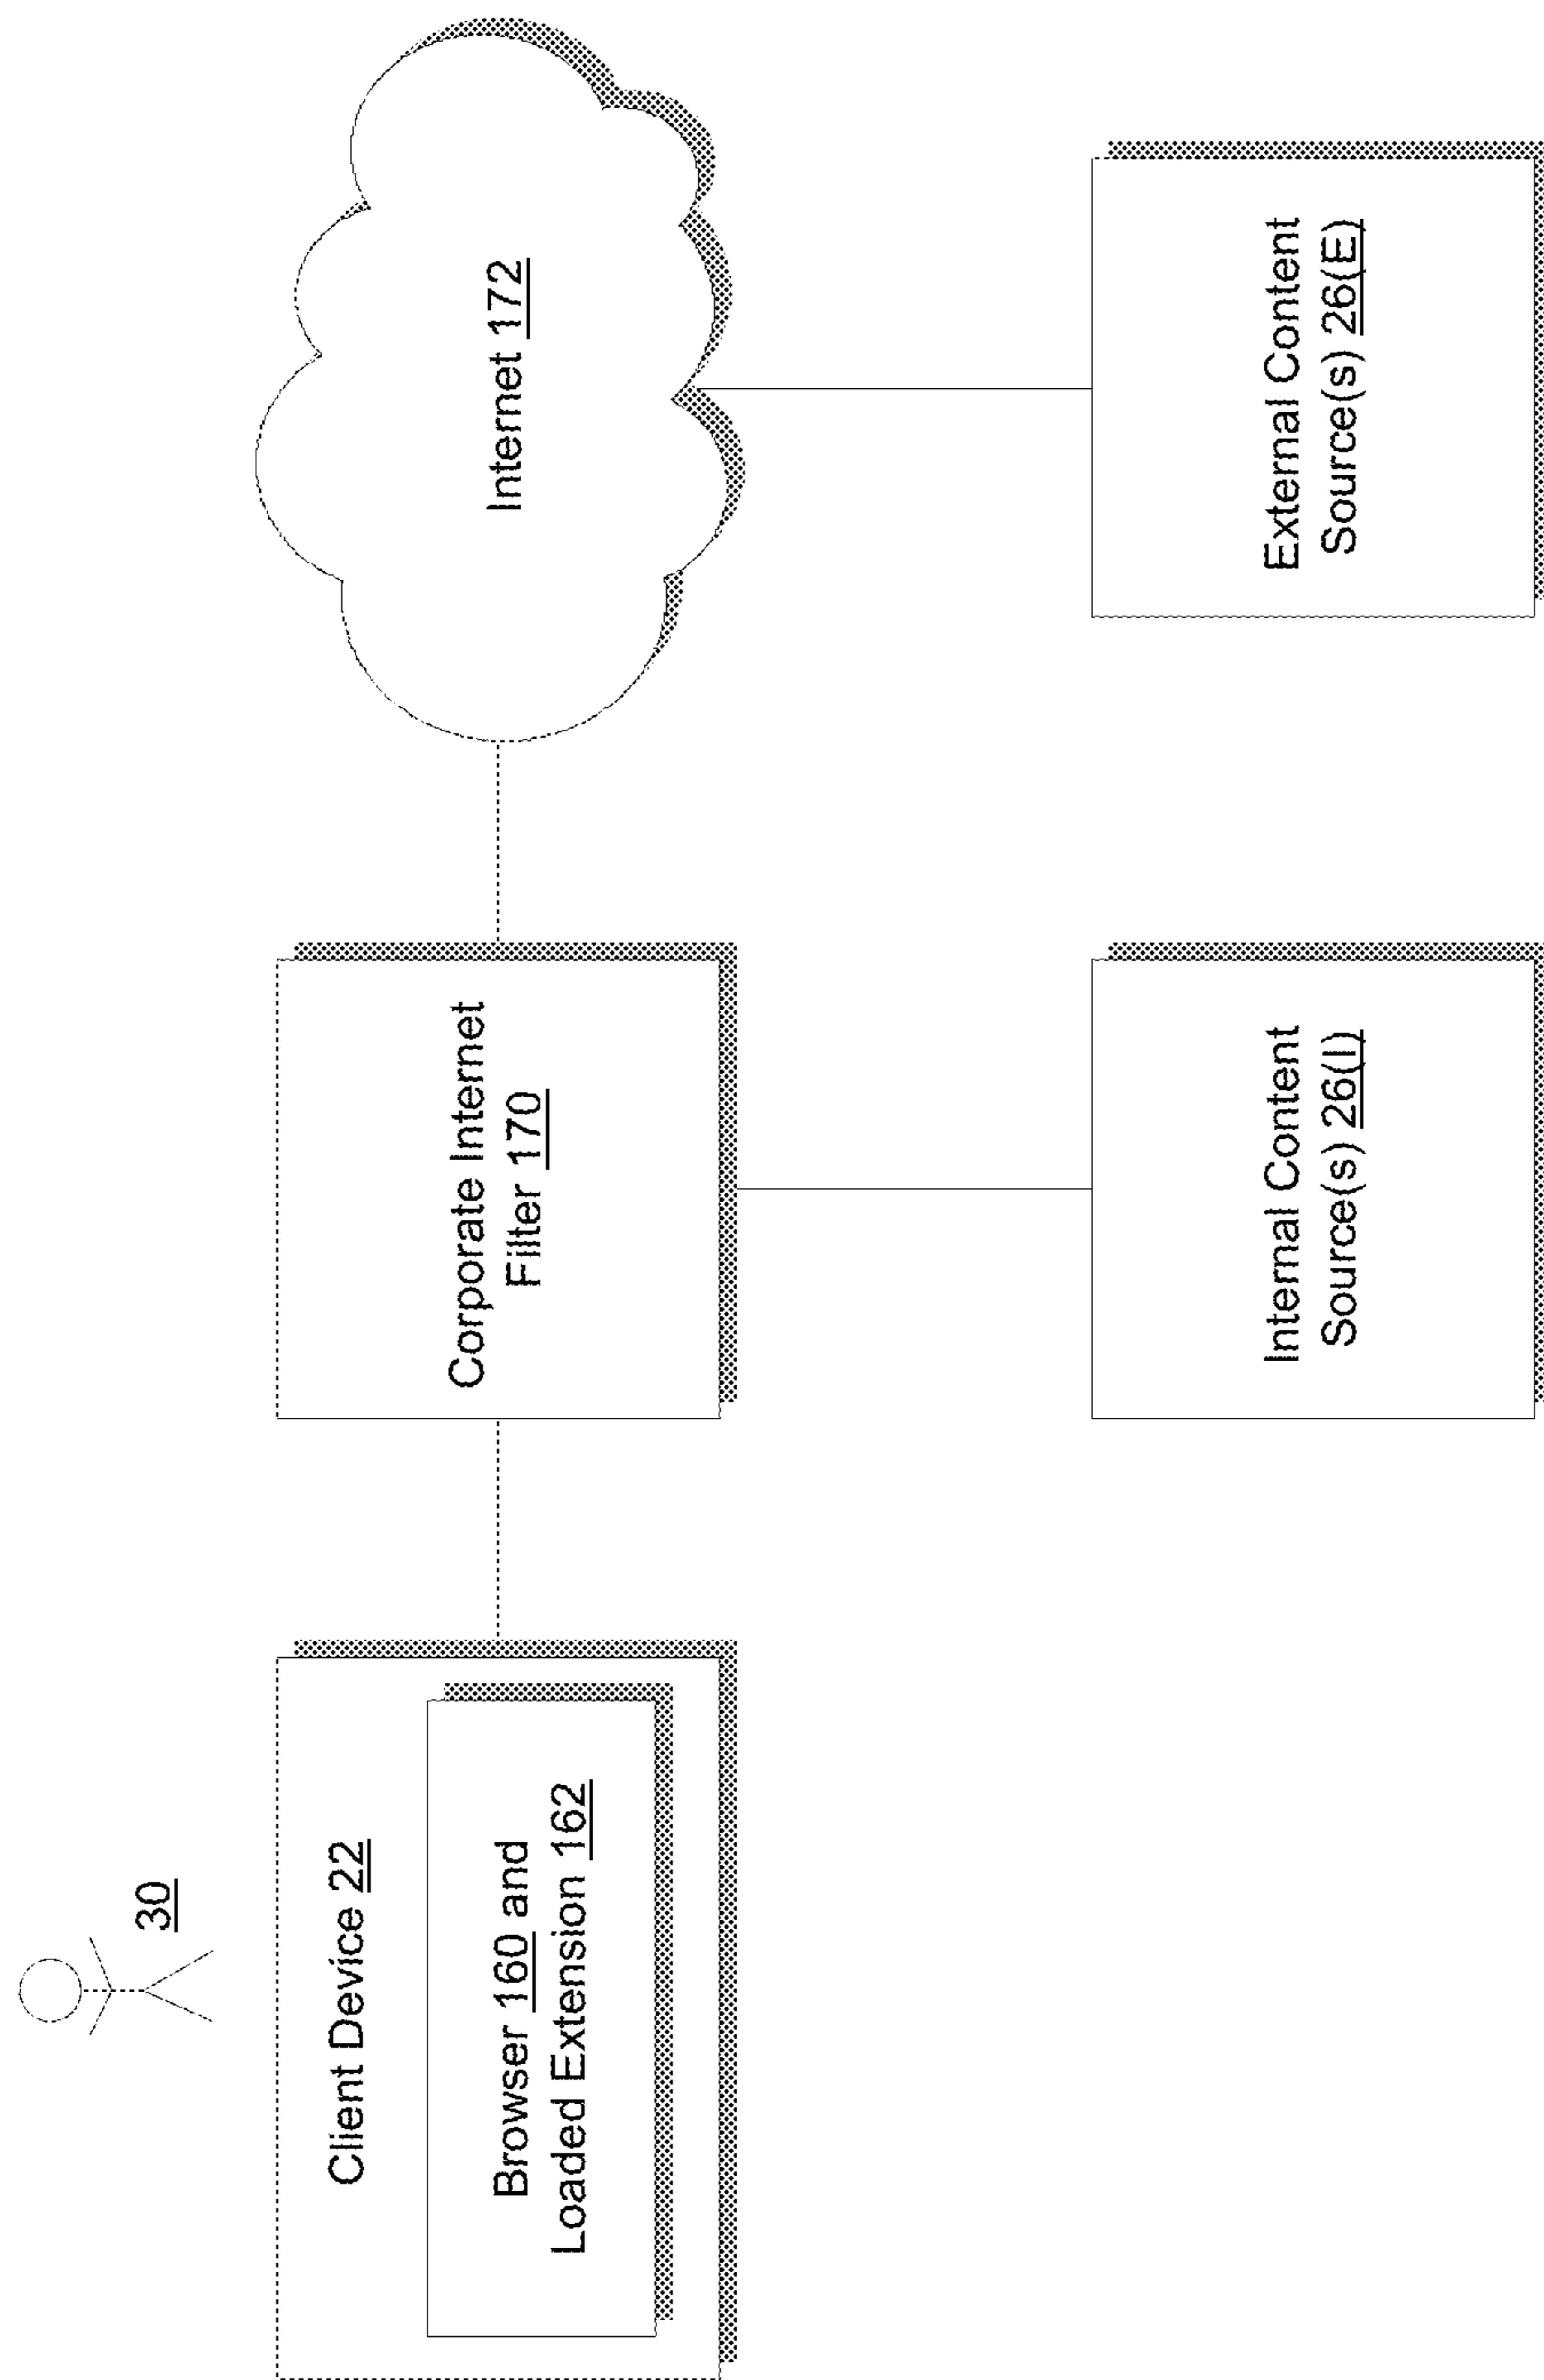 30
Client Device 22
Browser 160 and
Loaded Extension 162
Corporate Internet
Filter 170
Internet 172
Internal Content
Source(s) 26(I)
External Content
Source(s) 26(E)